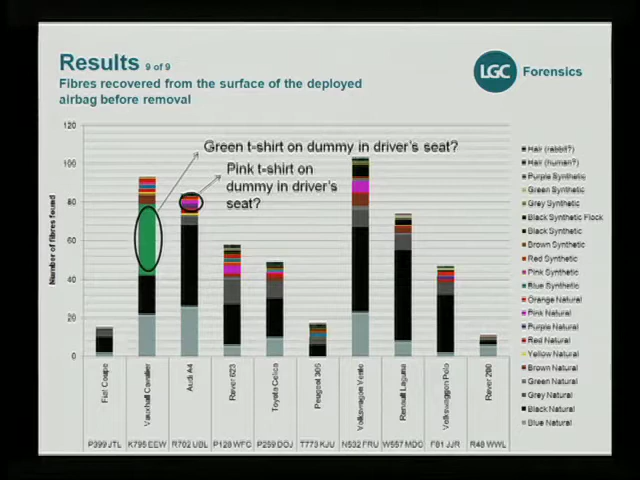 Results 9 of 9
Fibres recovered from the surface of the deployed
airbag before removal
LGC Forensics
Green t-shirt on dummy in driver's seat?
Pink t-shirt on
dummy in driver's
seat?
Number of fibres found
120
100
80
60
40
20
0
Fiat Coupe
Vauxhall Cavalier
Audi A4
Rover 623
Toyota Celica
Peugeot 306
Volkswagen Vento
Renault Laguna
Volkswagen Polo
Rover 200
P399 JTL
K795 EEW
R702 UBL
P128 WFC
P259 DOJ
T773 KJU
N532 FRU
W557 MDC
F81 JJR
R48 WWL
Hair (rabbit?)
Hair (human?)
Purple Synthetic
Green Synthetic
Grey Synthetic
Black Synthetic Flock
Black Synthetic
Brown Synthetic
Red Synthetic
Pink Synthetic
Blue Synthetic
Orange Natural
Pink Natural
Purple Natural
Red Natural
Yellow Natural
Brown Natural
Green Natural
Grey Natural
Black Natural
Blue Natural